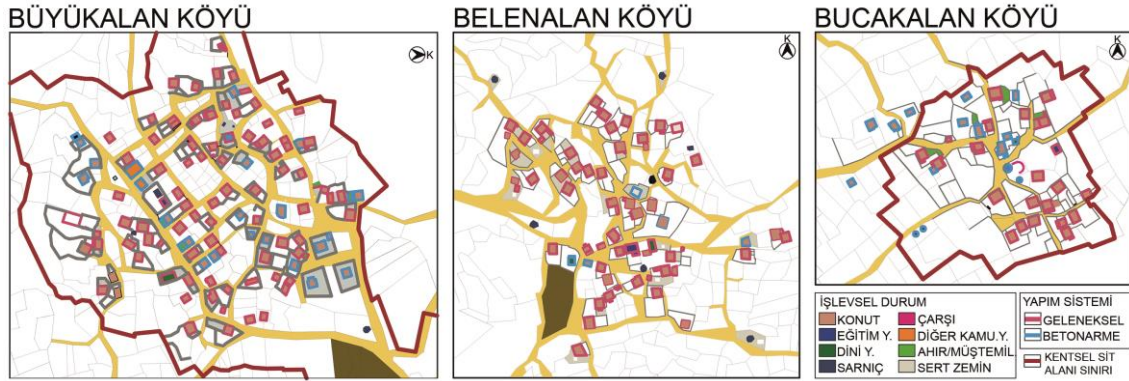 BÜYÜKALAN KÖYÜ
BELENALAN KÖYÜ
BUCAKALAN KÖYÜ
K
K
K
İŞLEVSEL DURUM
KONUT
ÇARŞI
EĞİTİM Y.
DİĞER KAMU.Y.
DİNİ Y.
AHIR/MÜŞTEMİL.
SARNIÇ
SERT ZEMİN
YAPIM SİSTEMİ
GELENEKSEL
BETONARME
KENTSEL SİT
ALANI SINIRI